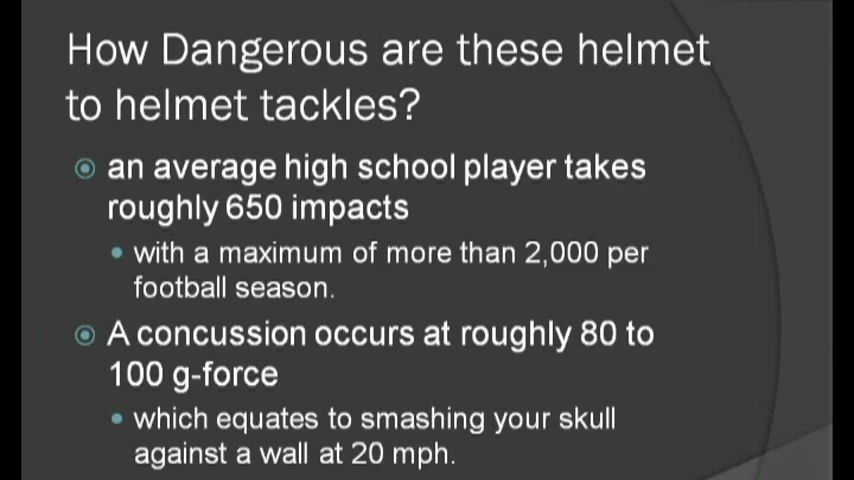 How Dangerous are these helmet
to helmet tackles?
an average high school player takes
roughly 650 impacts
with a maximum of more than 2,000 per
football season.
A concussion occurs at roughly 80 to
100 g-force
which equates to smashing your skull
against a wall at 20 mph.